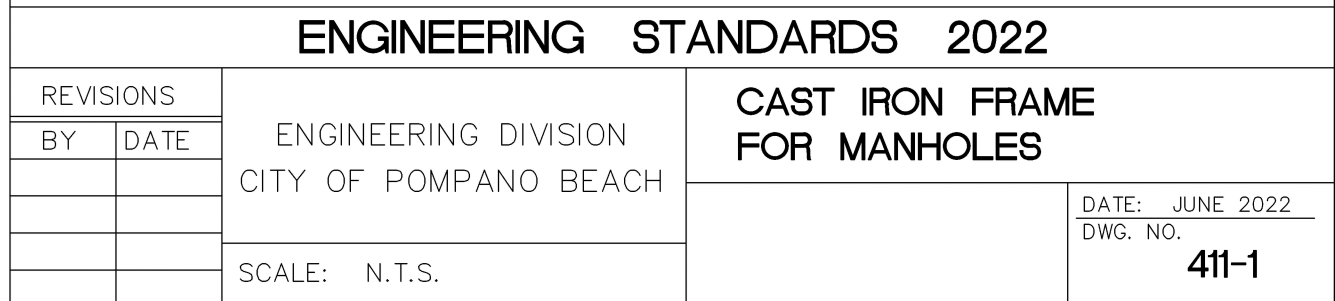 ENGINEERING STANDARDS 2022
REVISIONS
BY DATE
ENGINEERING DIVISION
CITY OF POMPANO BEACH
SCALE: N.T.S.
CAST IRON FRAME
FOR MANHOLES
DATE: JUNE 2022
DWG. NO.
411-1